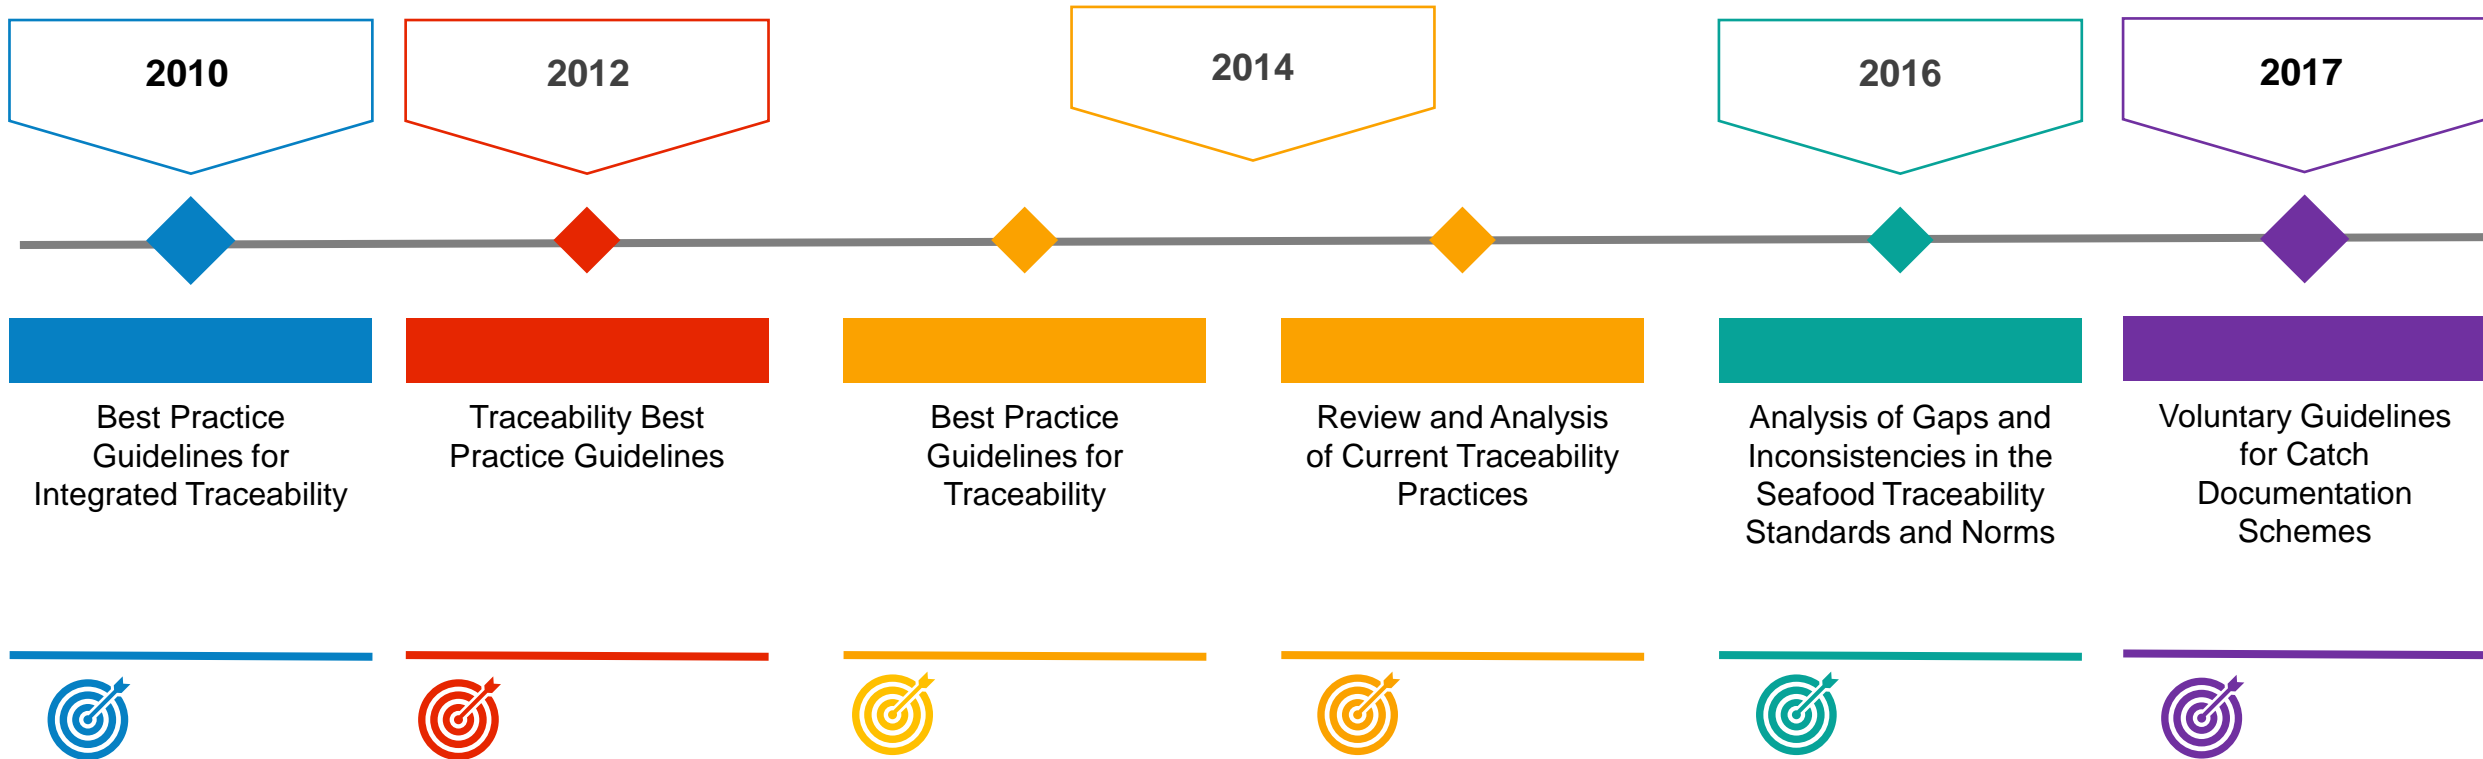 2010
2012
2014
2016
2017
Best Practice
Guidelines for
Integrated Traceability
Traceability Best
Practice Guidelines
Best Practice
Guidelines for
Traceability
Review and Analysis
of Current Traceability
Practices
Analysis of Gaps and
Inconsistencies in the
Seafood Traceability
Standards and Norms
Voluntary Guidelines
for Catch
Documentation
Schemes